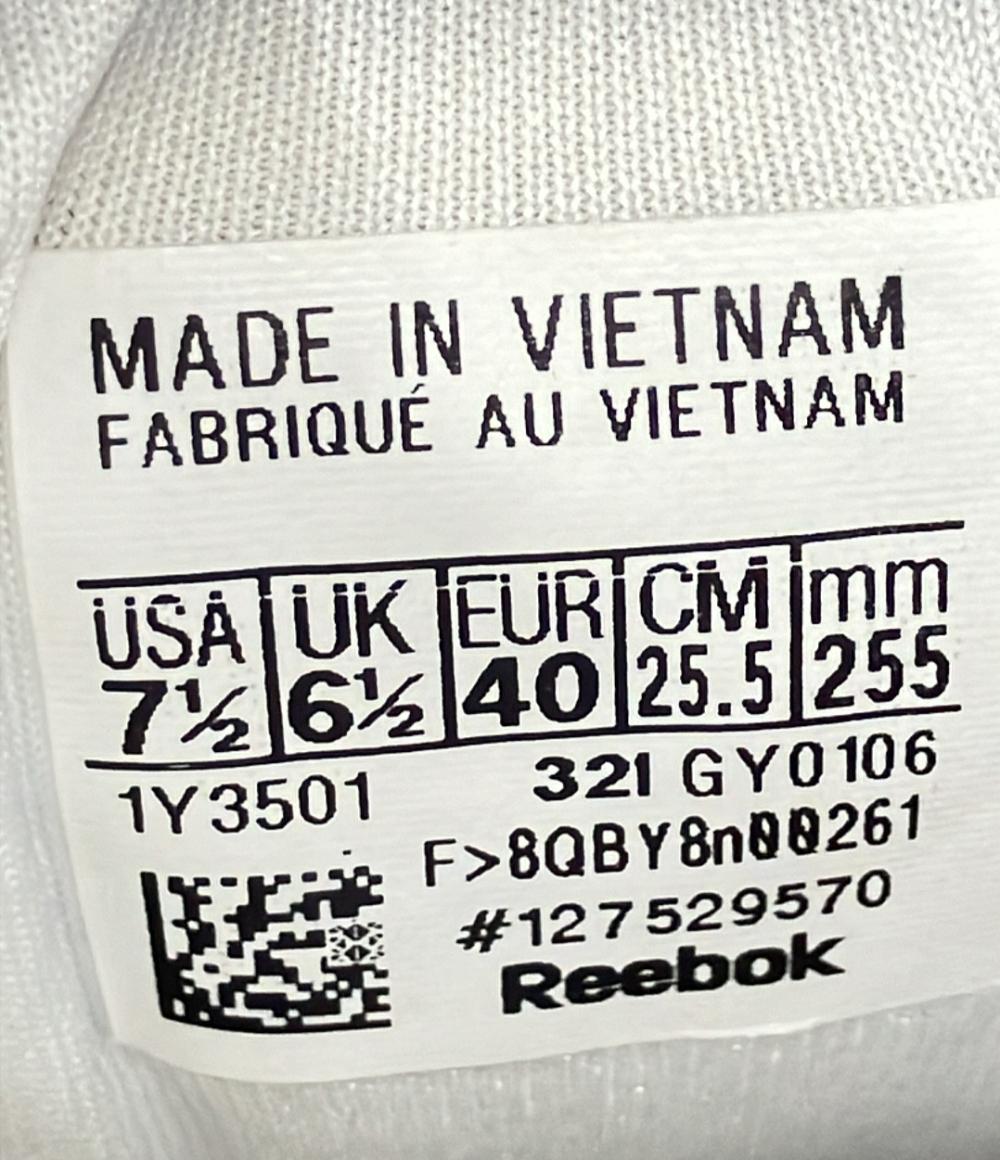 MADE IN VIETNAM
FABRIQUÉ AU VIETNAM
USA UK EUR CM mm
7½ 6½ 40 25.5 255
1Y3501 32I GY0106
F>8QBY8n00261
#127529570
Reebok